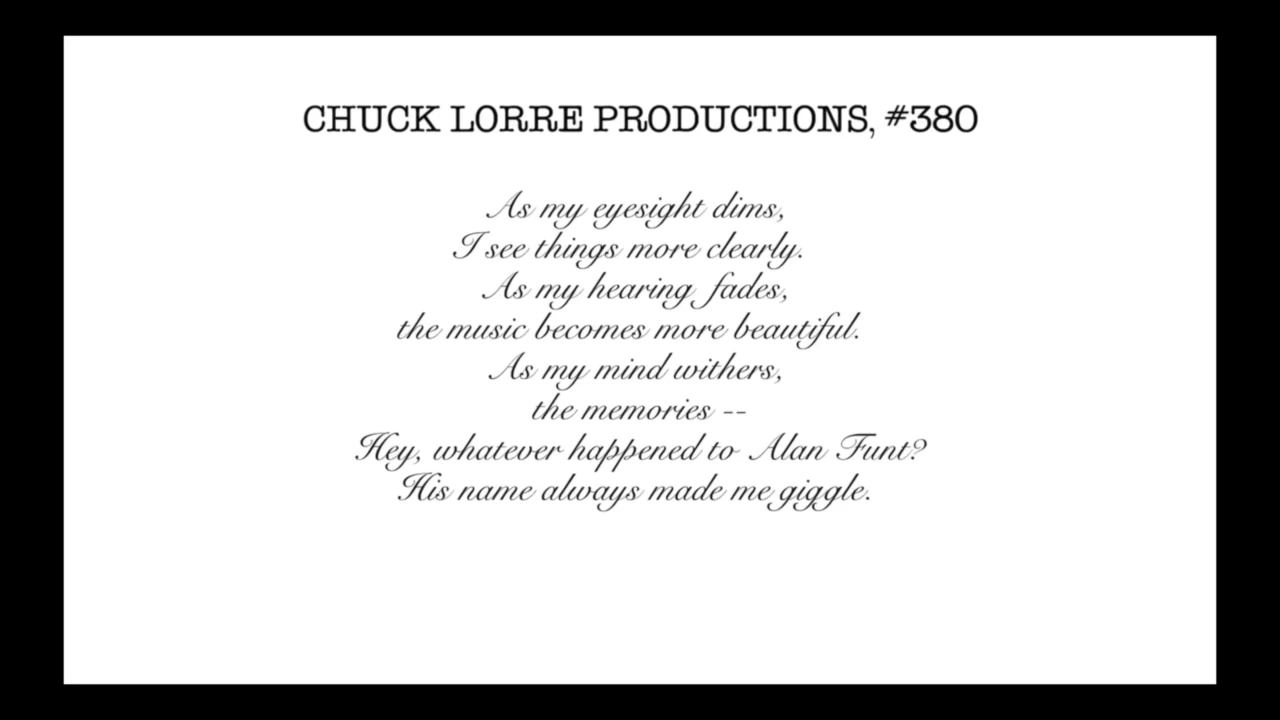 CHUCK LORRE PRODUCTIONS, #380
As my eyesight dims,
I see things more clearly.
As my hearing fades,
the music becomes more beautiful.
As my mind withers,
the memories --
Hey, whatever happened to Alan Funt?
His name always made me giggle.